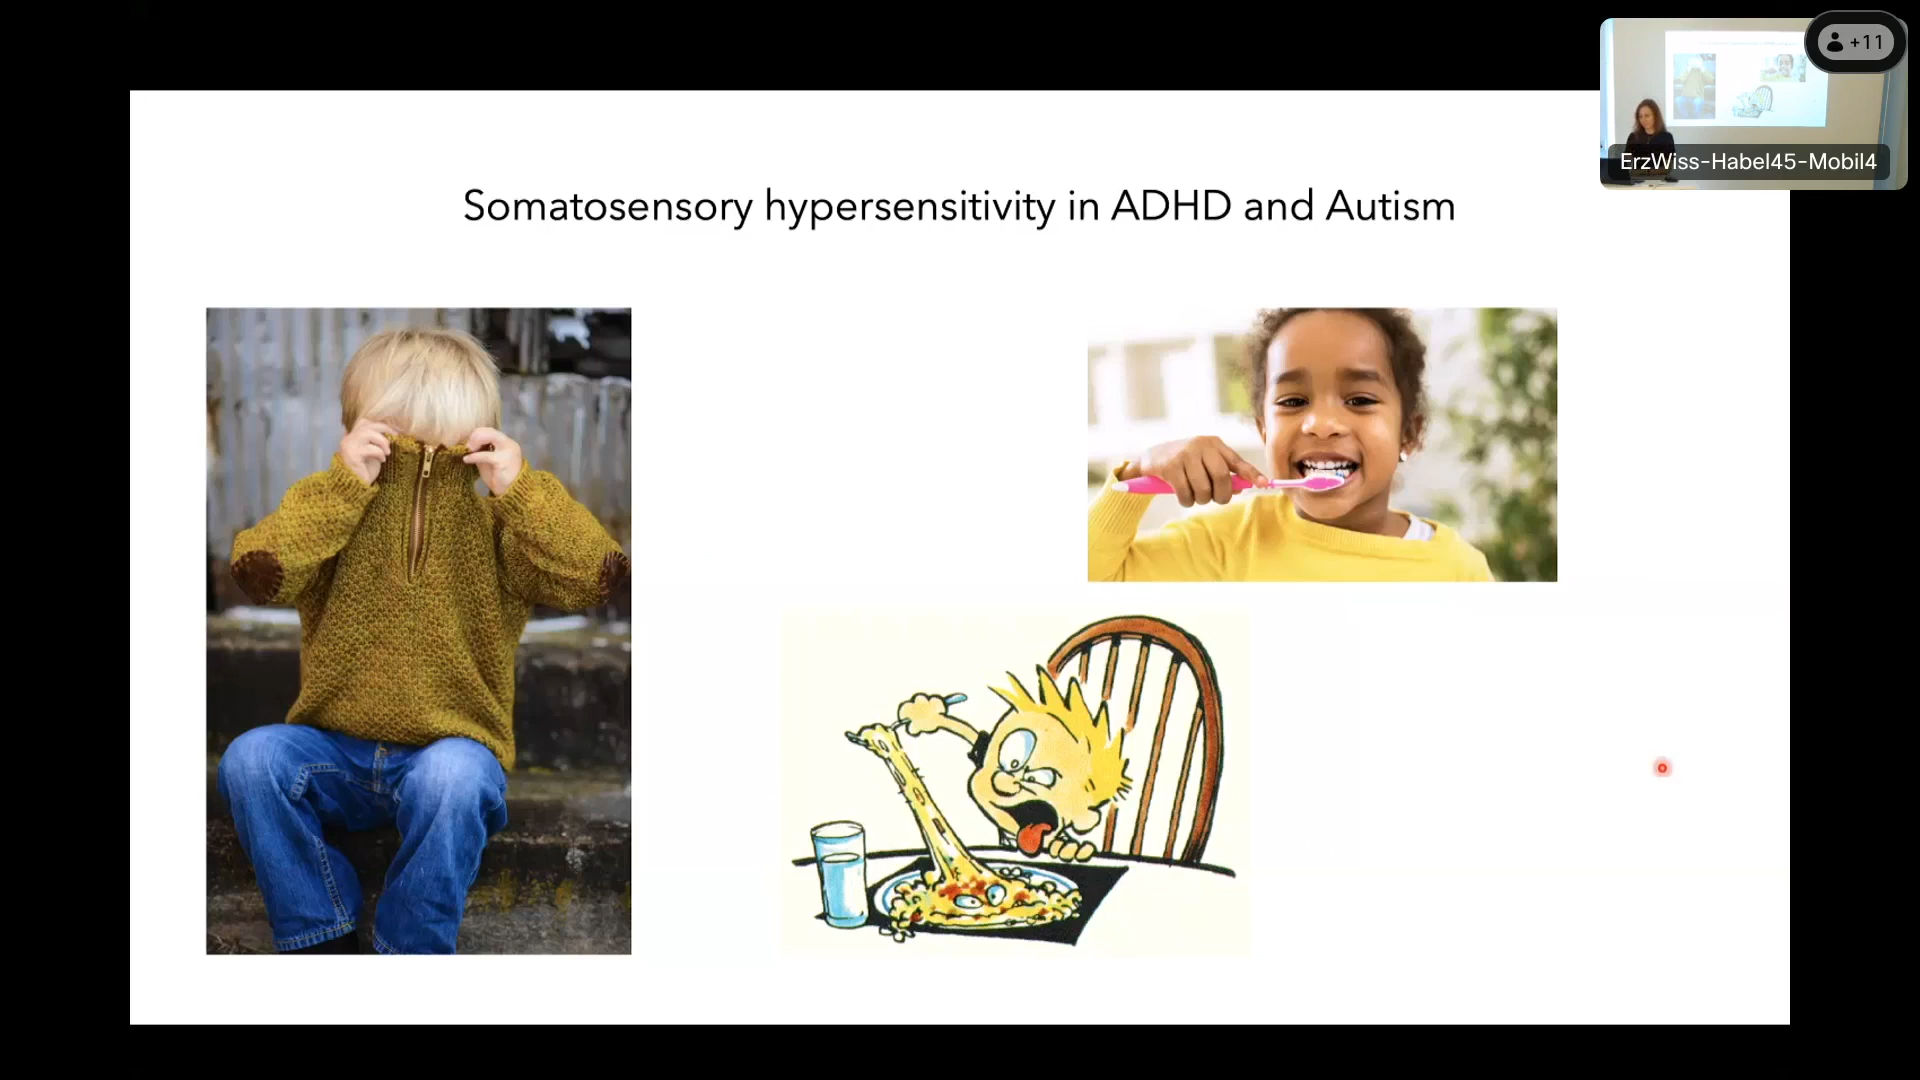 +11
ErzWiss-Habel45-Mobil4
Somatosensory hypersensitivity in ADHD and Autism